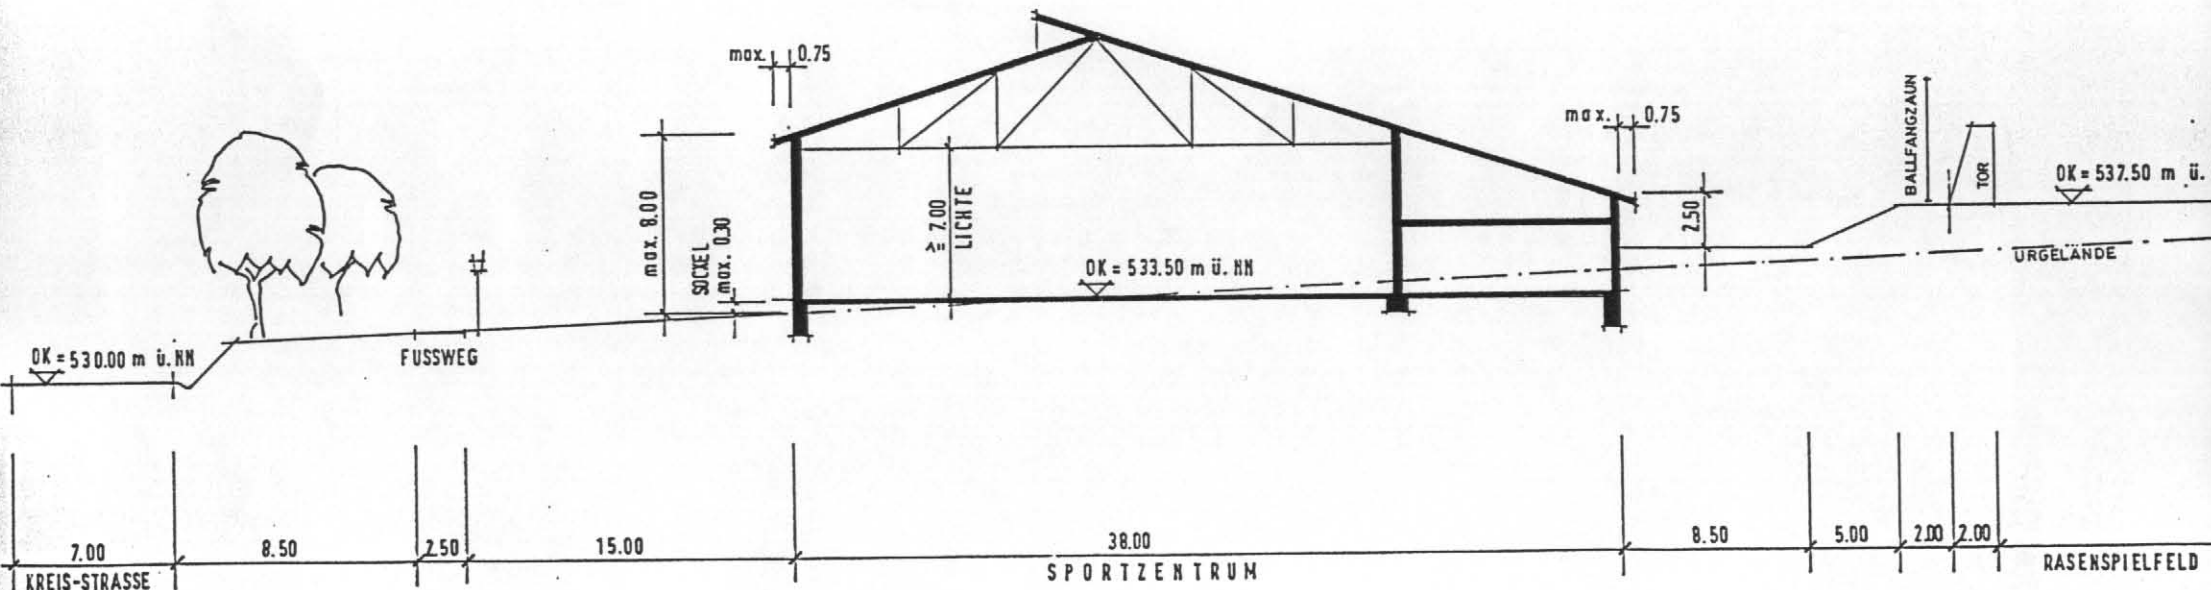 max. 0.75
max. 0.75
BALLFANGZAUN
TOR
OK = 537.50 m ü.
max. 8.00
SOCKEL
max. 0.30
≥ 7.00
LICHTE
2.50
OK = 533.50 m ü. NN
URGELÄNDE
OK = 530.00 m ü. NN
FUSSWEG
7.00 8.50 2.50 15.00 38.00 8.50 5.00 2.00 2.00
KREIS-STRASSE SPORTZENTRUM RASENSPIELFELD